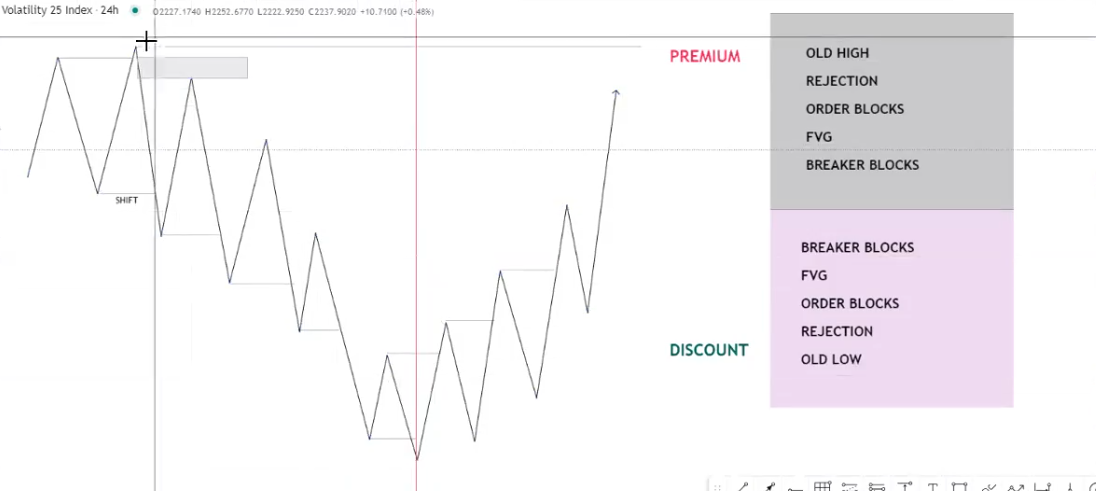 Volatility 25 Index · 24h
O2227.1740 H2252.6770 L2222.9250 C2237.9020 +10.7100 (+0.48%)
PREMIUM
OLD HIGH
REJECTION
ORDER BLOCKS
FVG
BREAKER BLOCKS
SHIFT
BREAKER BLOCKS
FVG
ORDER BLOCKS
REJECTION
OLD LOW
DISCOUNT